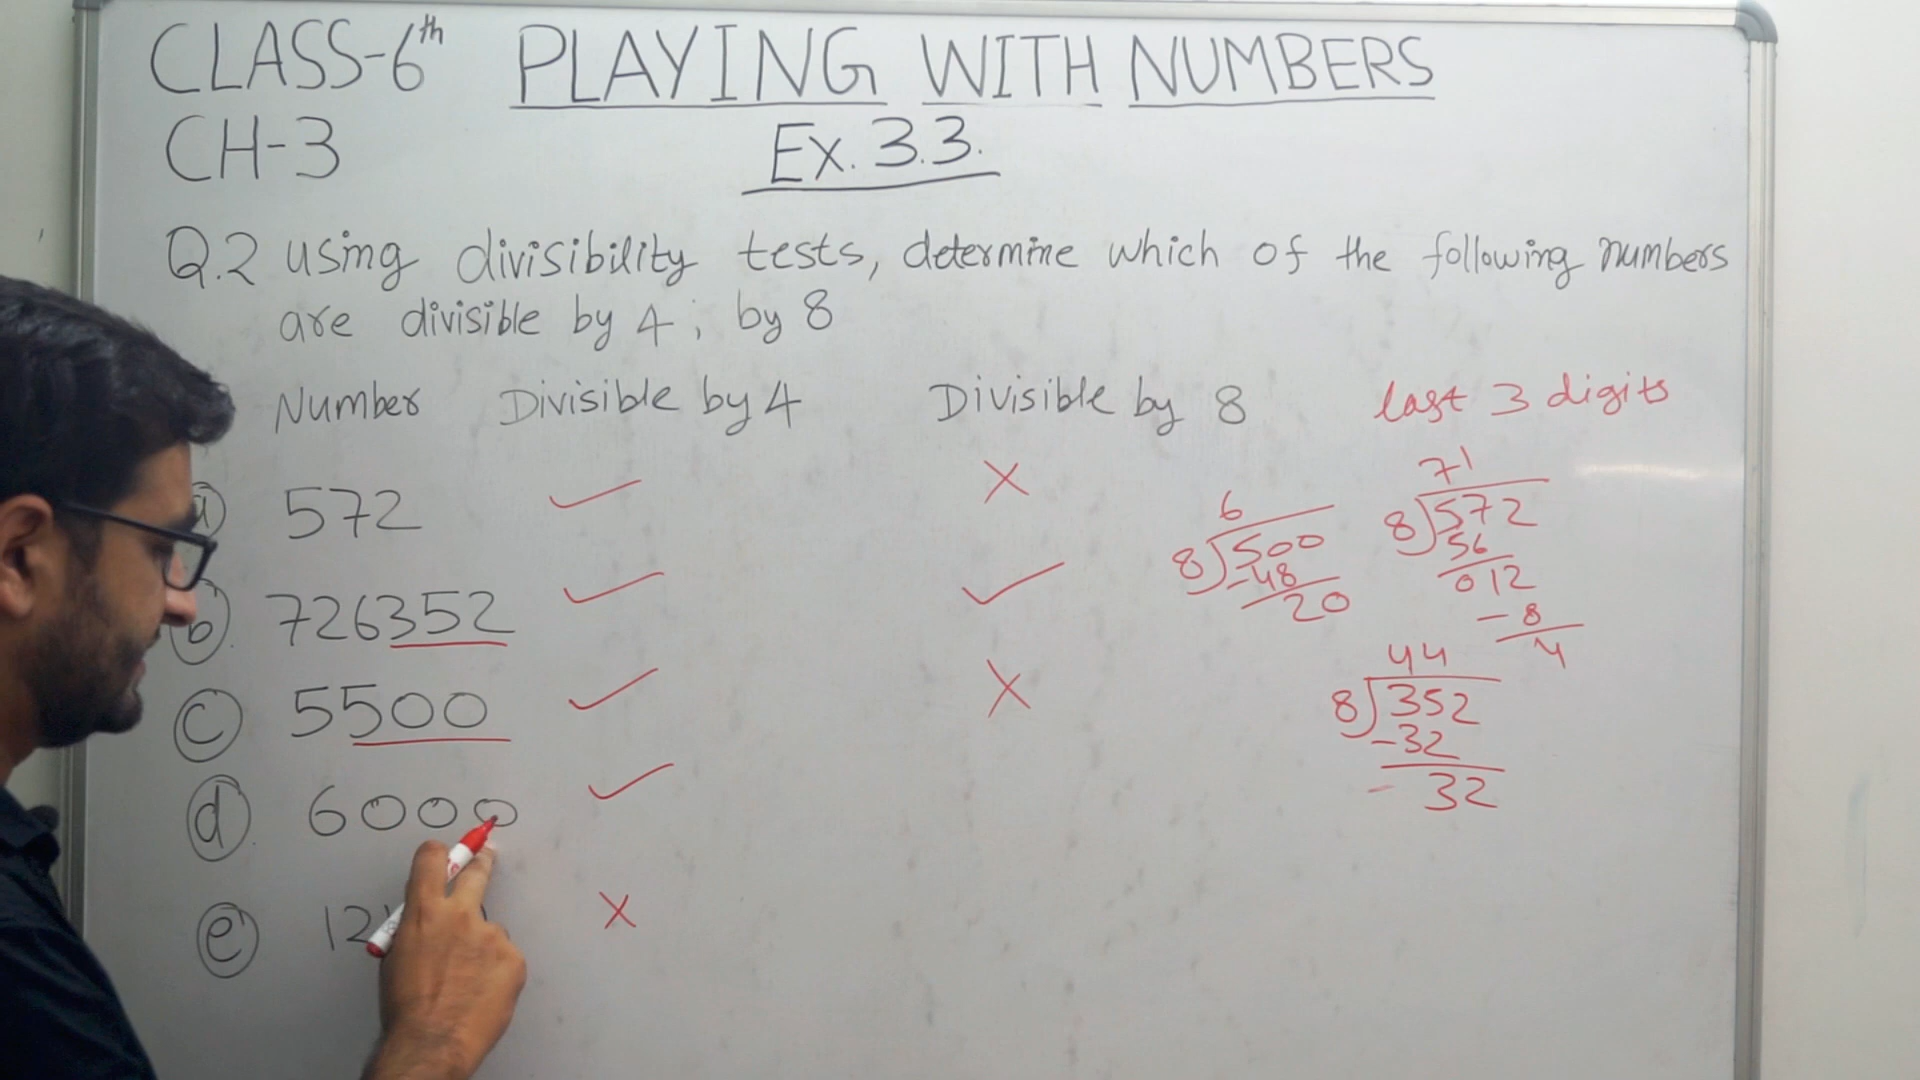 CLASS-6th PLAYING WITH NUMBERS
CH-3 Ex. 3.3.
Q.2 using divisibility tests, determine which of the following numbers
are divisible by 4; by 8
Number Divisible by 4 Divisible by 8 last 3 digits
a 572 ✓ X
b 726352 ✓ ✓
c 5500 ✓ X
d 6000 ✓
e X
6
8)500
-48
20
71
8)572
56
012
-8
4
44
8)352
-32
- 32